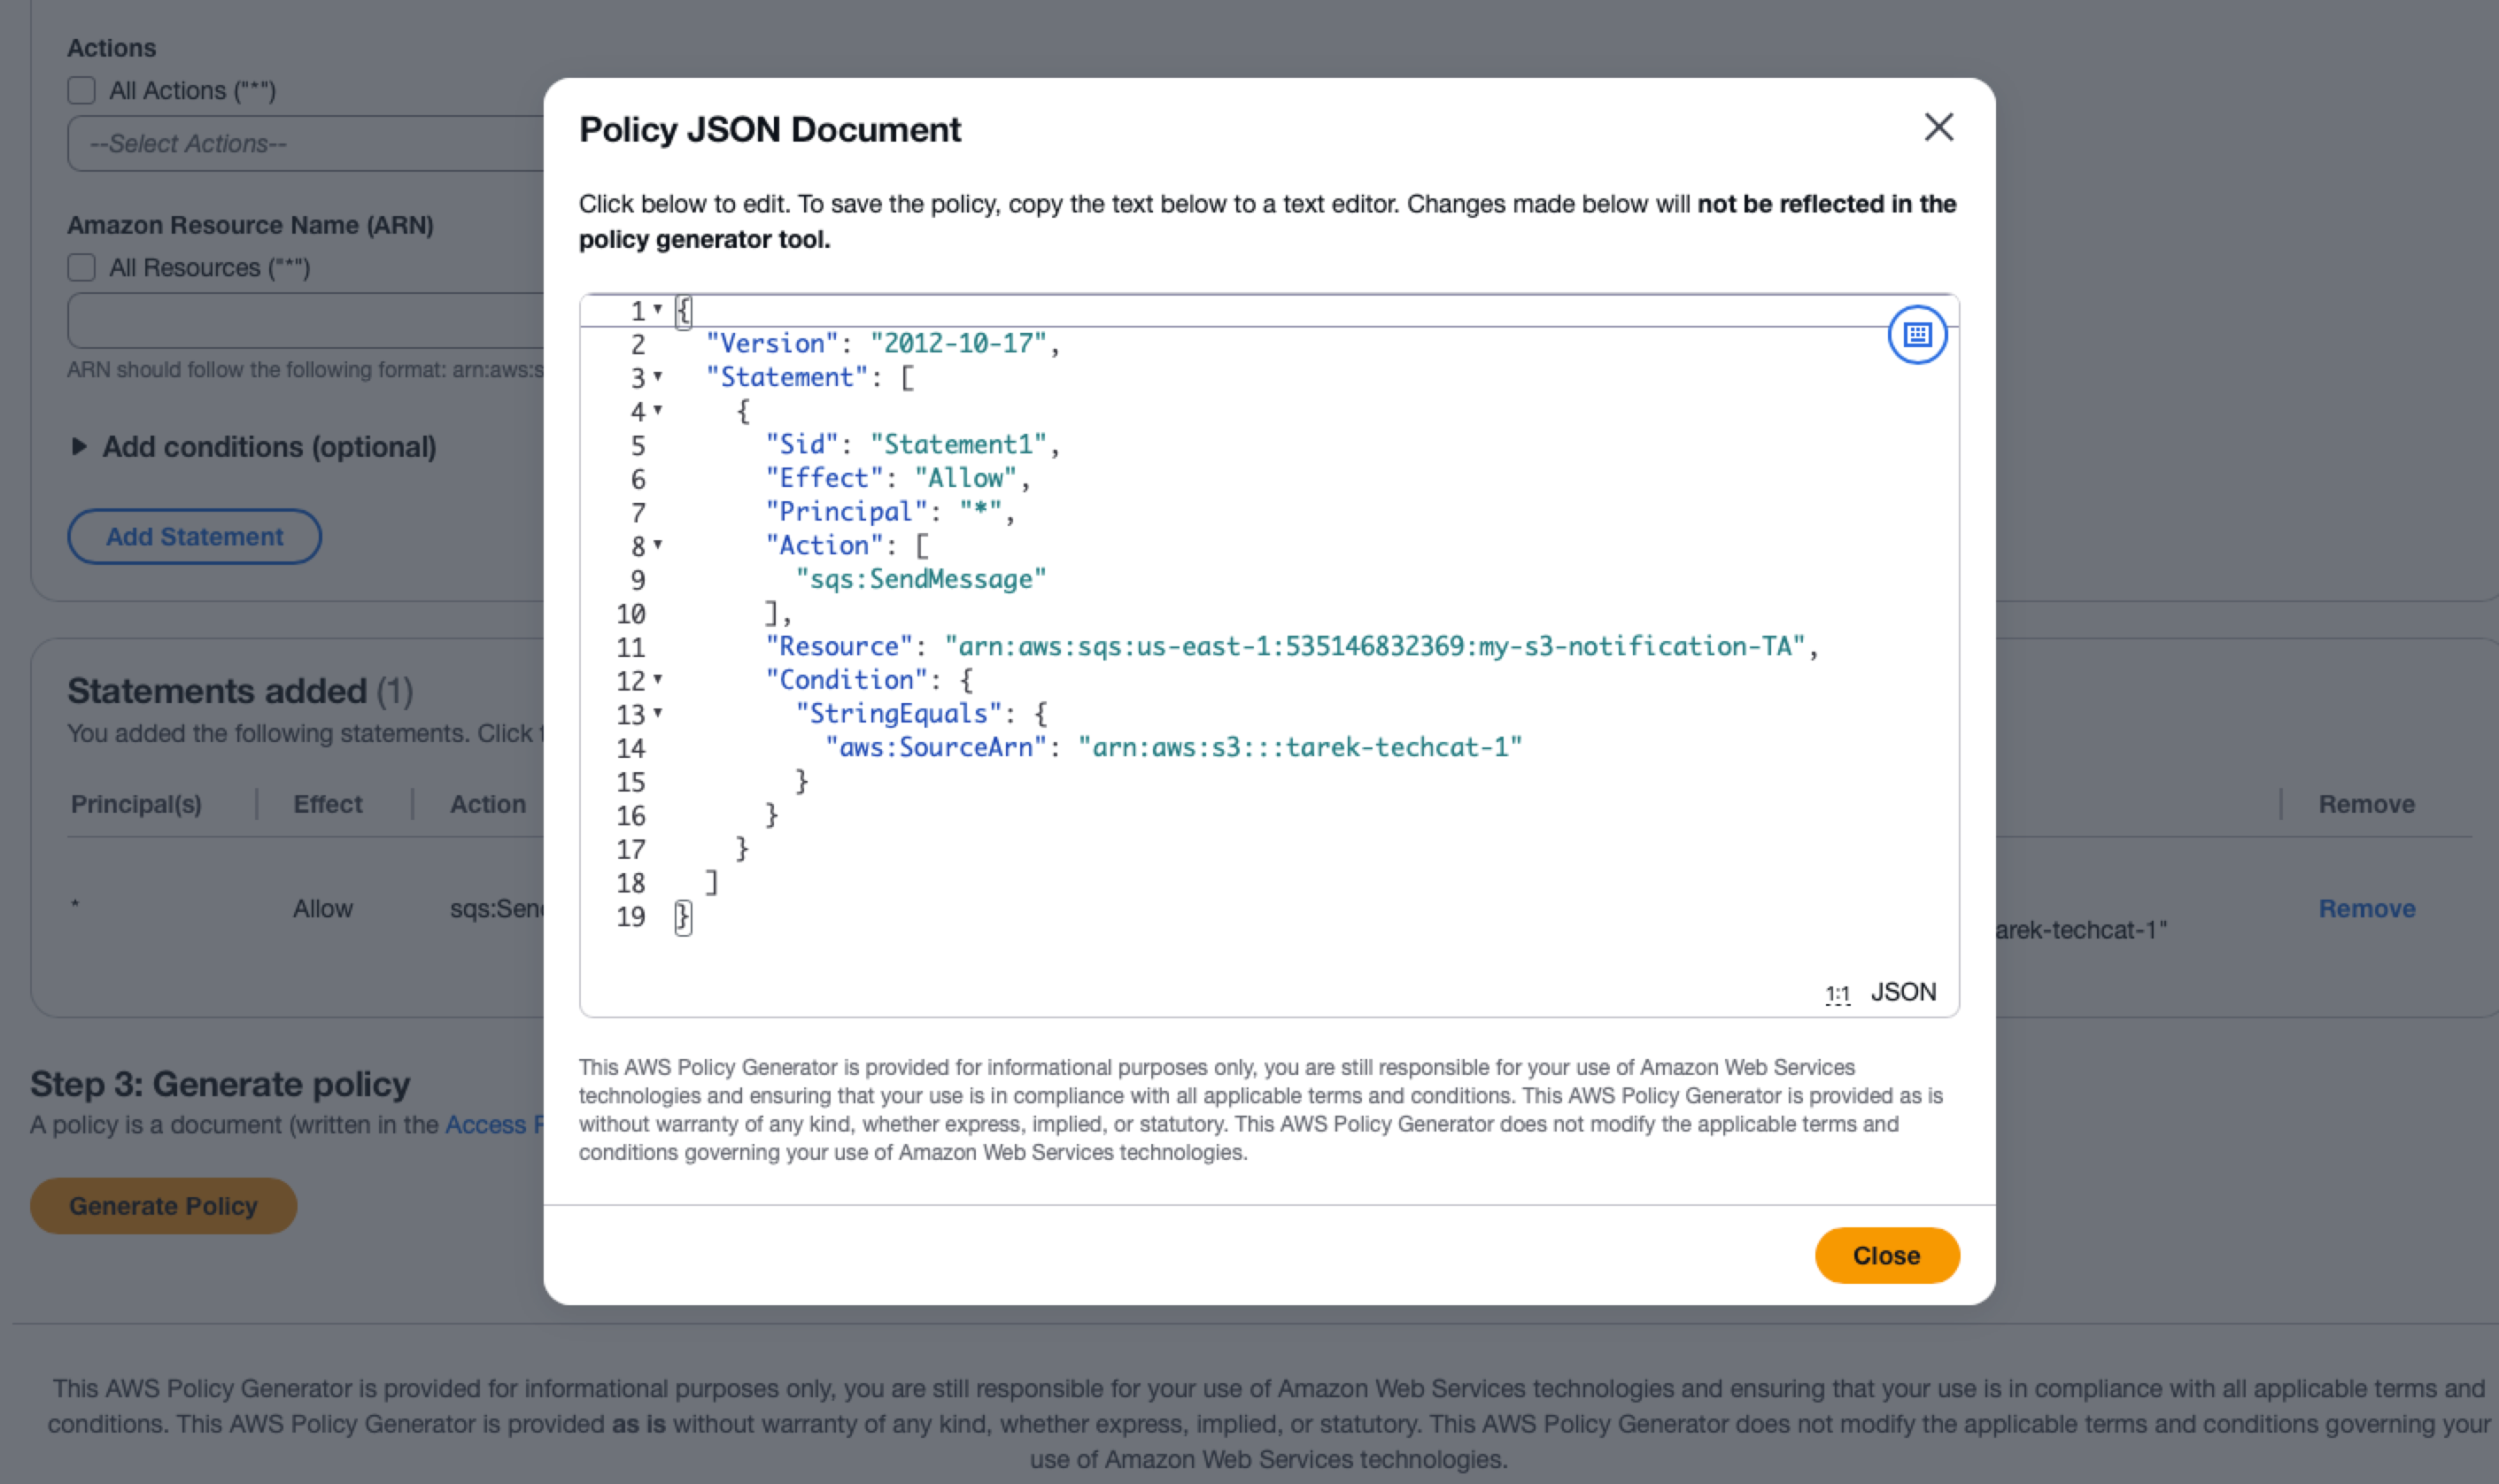 Actions
All Actions ("*")
--Select Actions--
Amazon Resource Name (ARN)
All Resources ("*")
ARN should follow the following format: arn:aws:s
Add conditions (optional)
Add Statement
Statements added (1)
You added the following statements. Click
Principal(s) Effect Action Remove
* Allow sqs:Sen Remove
arek-techcat-1"
Step 3: Generate policy
A policy is a document (written in the Access
Generate Policy
Policy JSON Document
Click below to edit. To save the policy, copy the text below to a text editor. Changes made below will not be reflected in the
policy generator tool.
1 {
2 "Version": "2012-10-17",
3 "Statement": [
4 {
5 "Sid": "Statement1",
6 "Effect": "Allow",
7 "Principal": "*",
8 "Action": [
9 "sqs:SendMessage"
10 ],
11 "Resource": "arn:aws:sqs:us-east-1:535146832369:my-s3-notification-TA",
12 "Condition": {
13 "StringEquals": {
14 "aws:SourceArn": "arn:aws:s3:::tarek-techcat-1"
15 }
16 }
17 }
18 ]
19 }
1:1 JSON
This AWS Policy Generator is provided for informational purposes only, you are still responsible for your use of Amazon Web Services
technologies and ensuring that your use is in compliance with all applicable terms and conditions. This AWS Policy Generator is provided as is
without warranty of any kind, whether express, implied, or statutory. This AWS Policy Generator does not modify the applicable terms and
conditions governing your use of Amazon Web Services technologies.
Close
This AWS Policy Generator is provided for informational purposes only, you are still responsible for your use of Amazon Web Services technologies and ensuring that your use is in compliance with all applicable terms and
conditions. This AWS Policy Generator is provided as is without warranty of any kind, whether express, implied, or statutory. This AWS Policy Generator does not modify the applicable terms and conditions governing your
use of Amazon Web Services technologies.